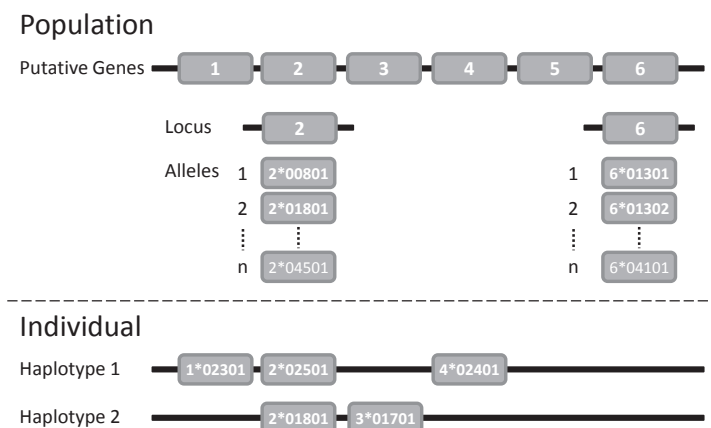 Population
Putative Genes 1 2 3 4 5 6
Locus 2 6
Alleles 1 2*00801 1 6*01301
2 2*01801 2 6*01302
n 2*04501 n 6*04101
Individual
Haplotype 1 1*02301 2*02501 4*02401
Haplotype 2 2*01801 3*01701